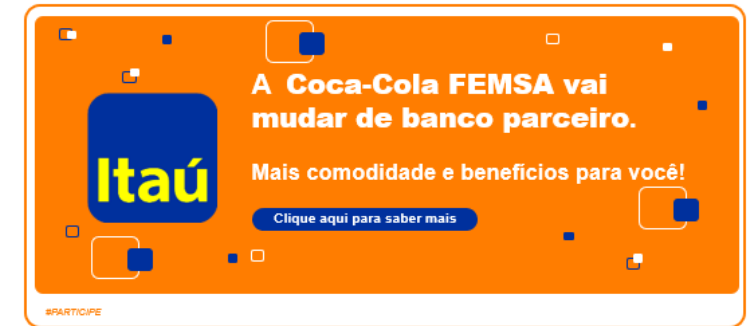 Itaú
A Coca-Cola FEMSA vai
mudar de banco parceiro.
Mais comodidade e benefícios para você!
Clique aqui para saber mais
#PARTICIPE